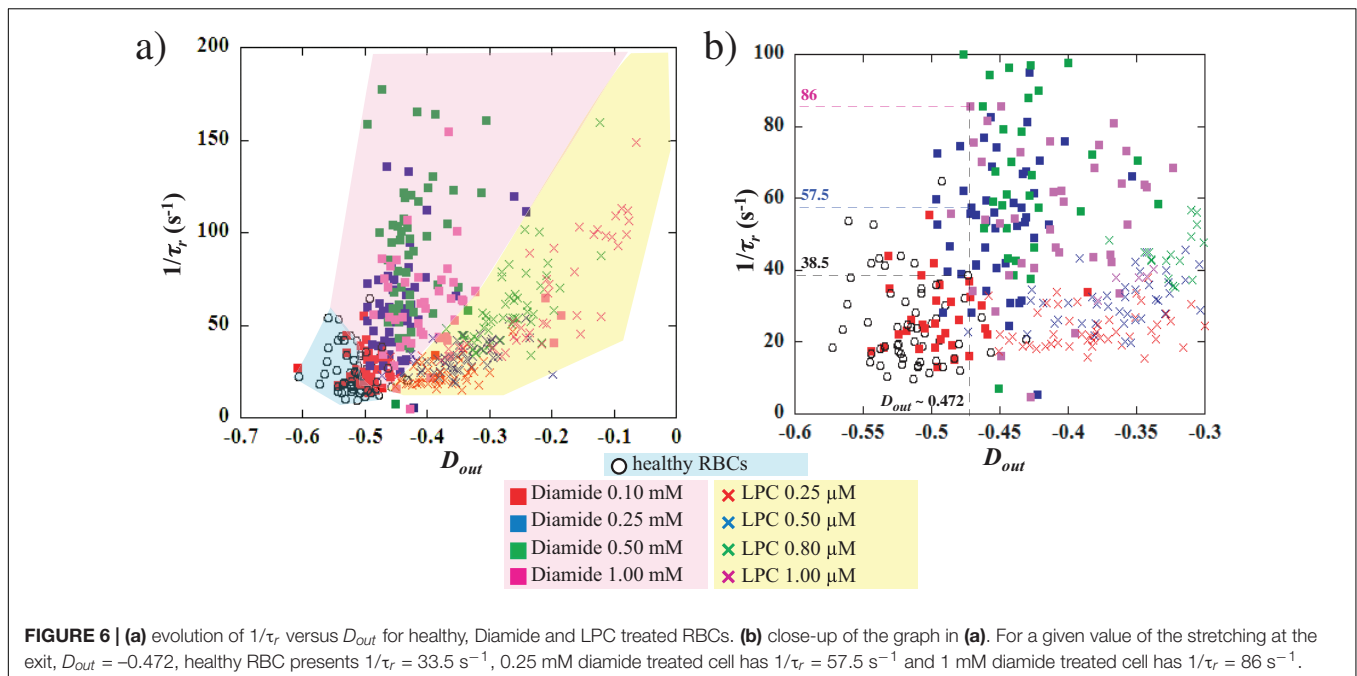 a)
200
150
100
50
0
1/τr (s-1)
-0.7 -0.6 -0.5 -0.4 -0.3 -0.2 -0.1 0
Dout
b)
100
80
60
40
20
0
1/τr (s-1)
86
57.5
38.5
Dout ~ 0.472
-0.6 -0.55 -0.5 -0.45 -0.4 -0.35 -0.3
Dout
healthy RBCs
Diamide 0.10 mM
Diamide 0.25 mM
Diamide 0.50 mM
Diamide 1.00 mM
LPC 0.25 µM
LPC 0.50 µM
LPC 0.80 µM
LPC 1.00 µM
FIGURE 6 | (a) evolution of 1/τr versus Dout for healthy, Diamide and LPC treated RBCs. (b) close-up of the graph in (a). For a given value of the stretching at the
exit, Dout = –0.472, healthy RBC presents 1/τr = 33.5 s−1, 0.25 mM diamide treated cell has 1/τr = 57.5 s−1 and 1 mM diamide treated cell has 1/τr = 86 s−1.